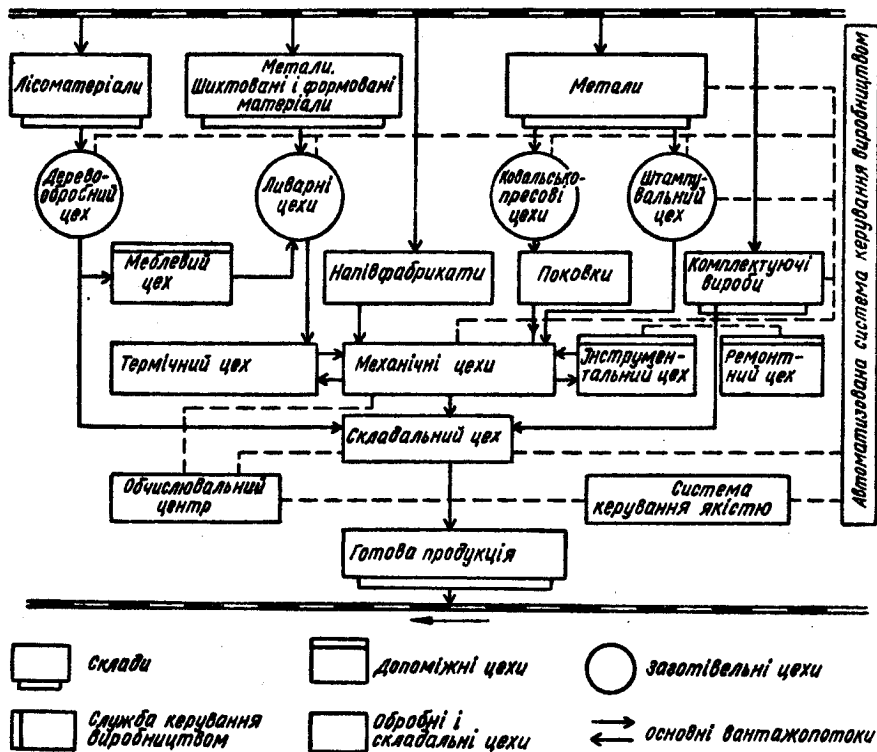 Лісоматеріали
Метали.
Шихтовані і формовані
матеріали
Метали
Дерево-
обробний
цех
Ливарні
цехи
Ковальсько-
пресові
цехи
Штампу-
вальний
цех
Меблевий
цех
Напівфабрикати
Поковки
Комплектуючі
вироби
Термічний цех
Механічні цехи
Інструмен-
тальний цех
Ремонт-
ний цех
Складальний цех
Обчислювальний
центр
Система
керування якістю
Готова продукція
Автоматизована система керування виробництвом
Склади
Допоміжні цехи
Заготівельні цехи
Служба керування
виробництвом
Обробні і
складальні цехи
основні вантажопотоки